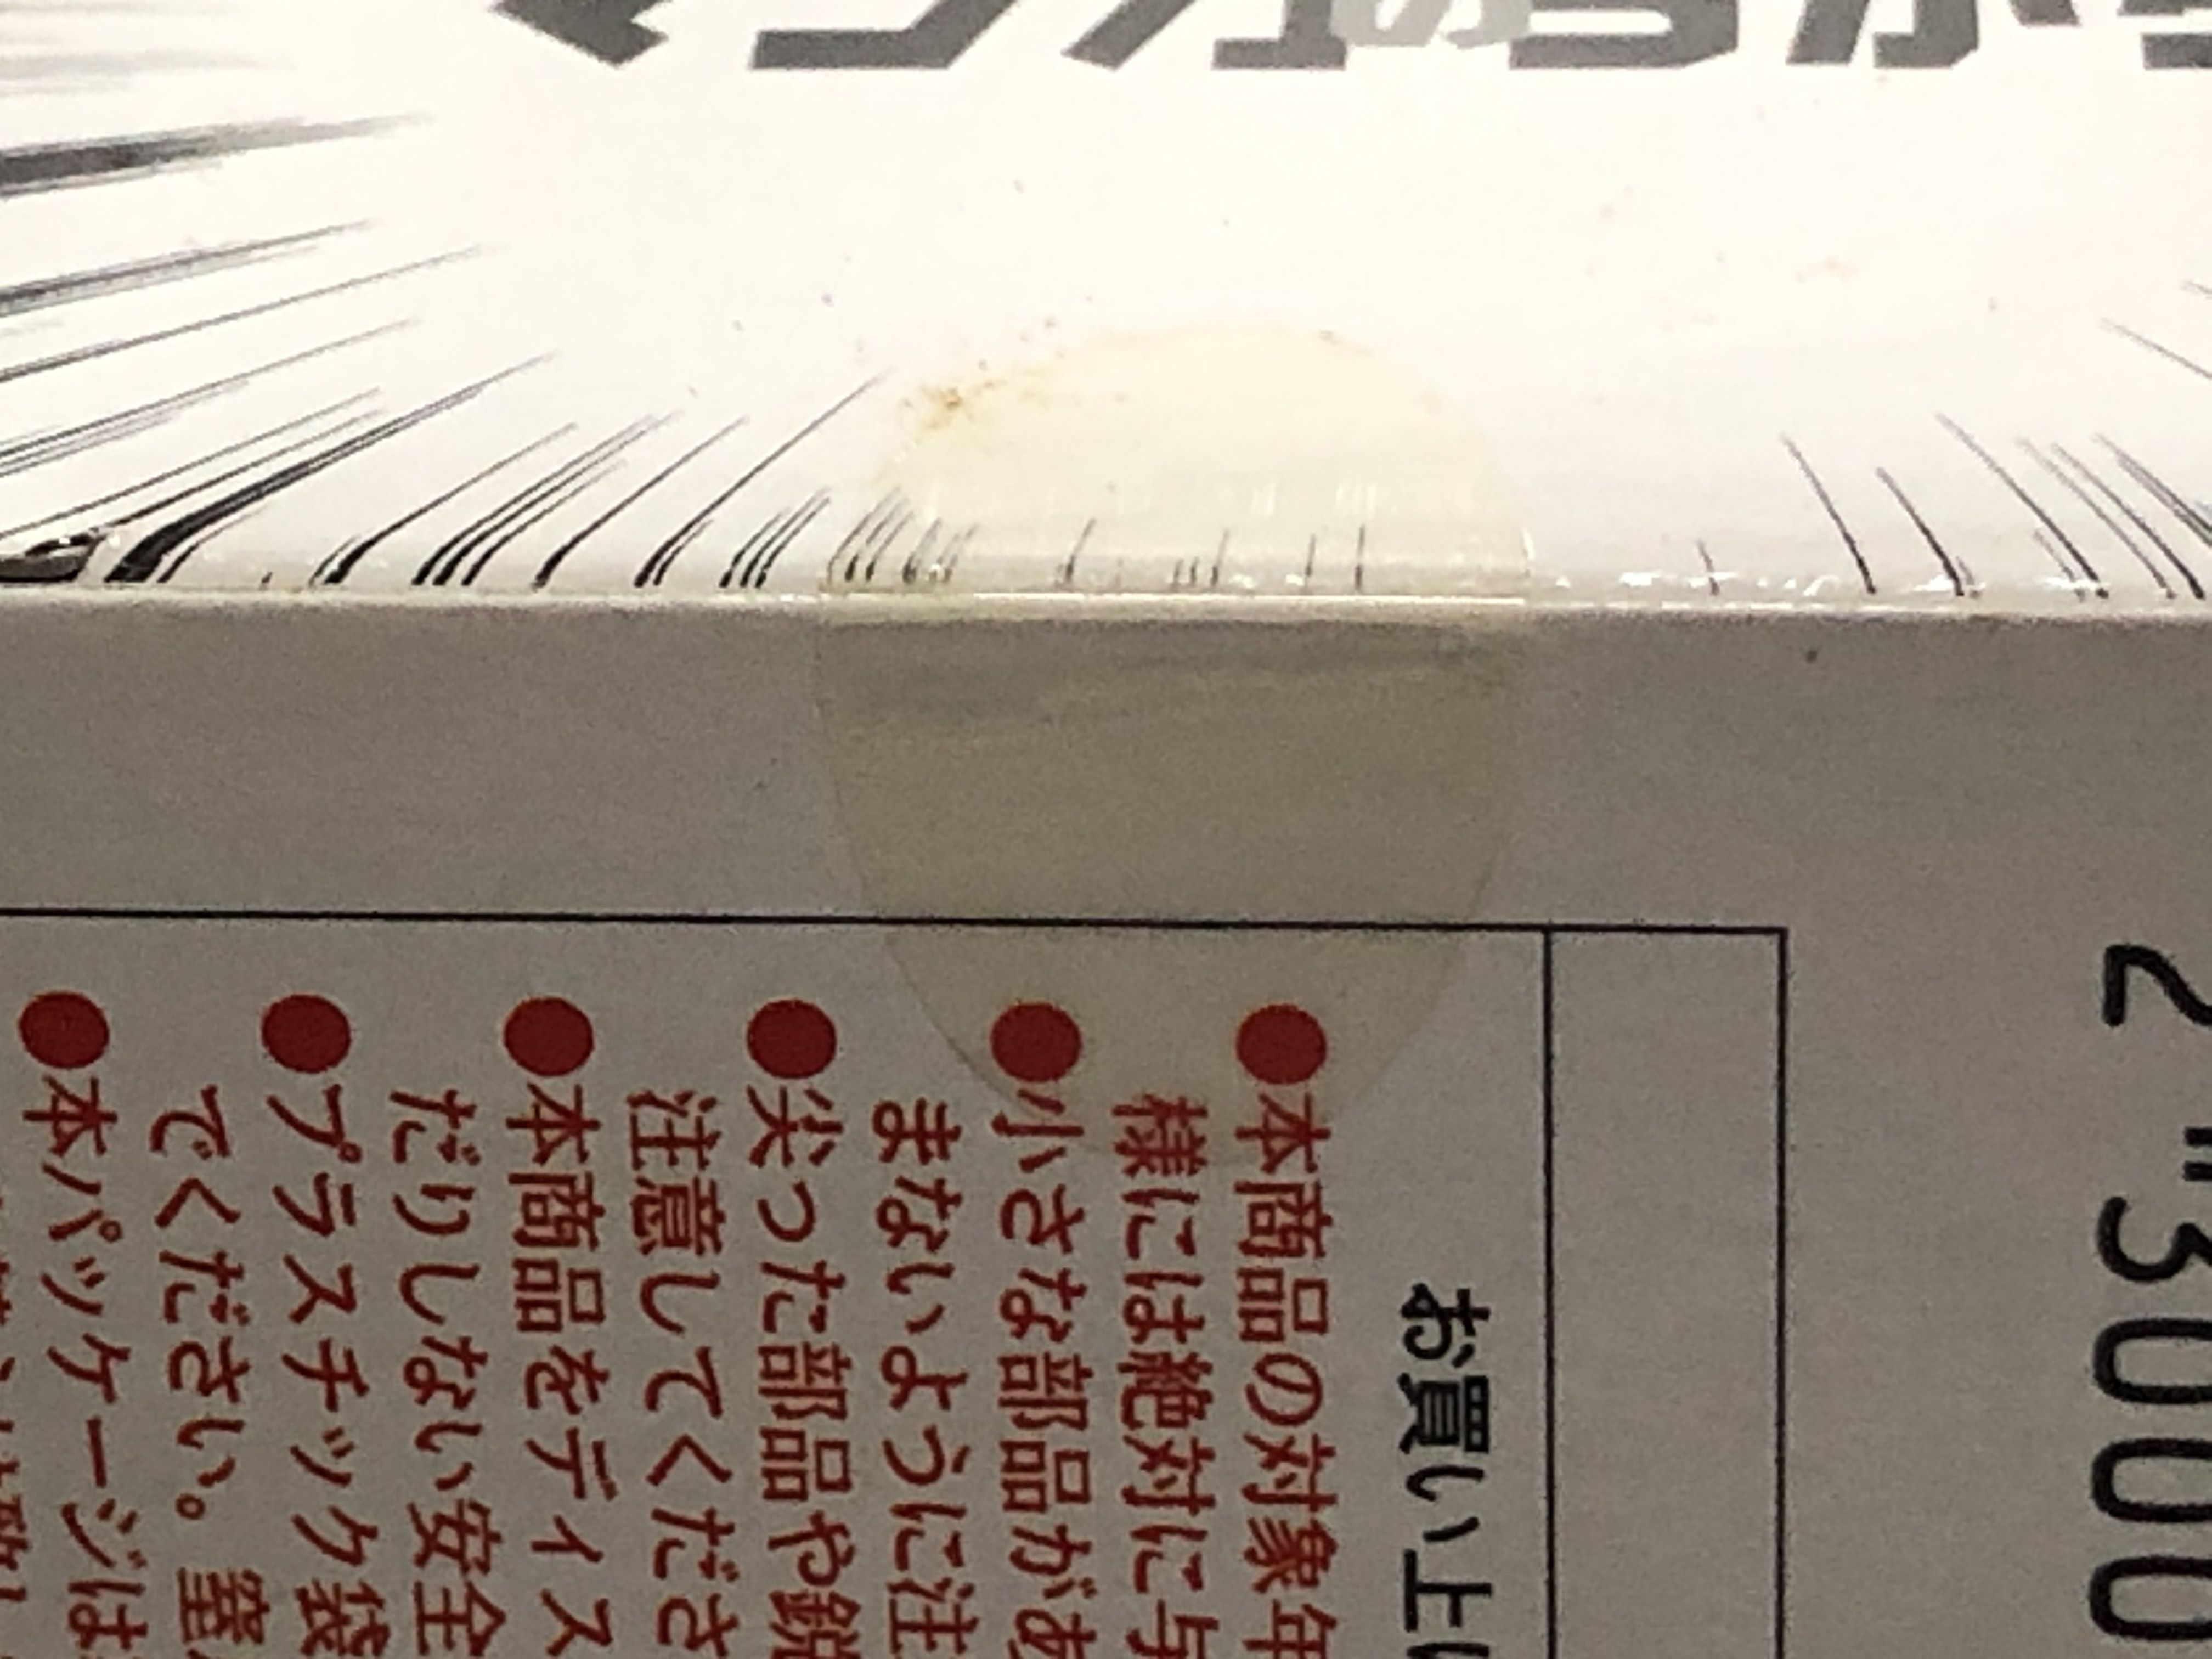 3000
お買い上
●本商品の対象年
様には絶対に与
●小さな部品があ
まないように注
●尖った部品や鋭
注意してくださ
●本商品をディス
だりしない安全
●プラスチック袋
でください。窒
●本パッケージは